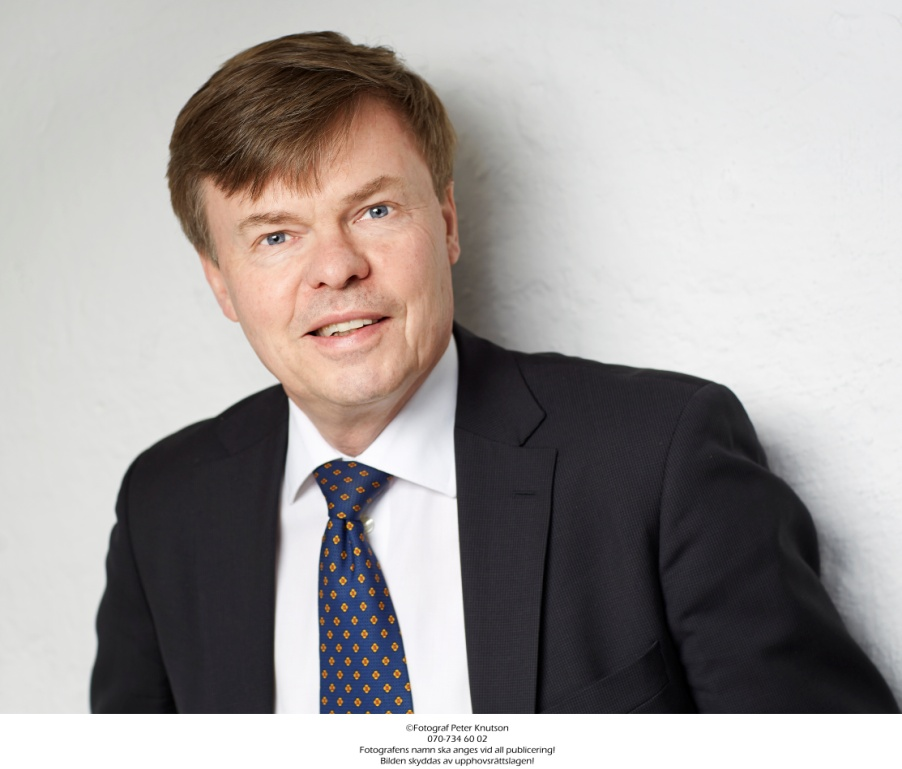 ©Fotograf Peter Knutson
070-734 60 02
Fotografens namn ska anges vid all publicering!
Bilden skyddas av upphovsrättslagen!